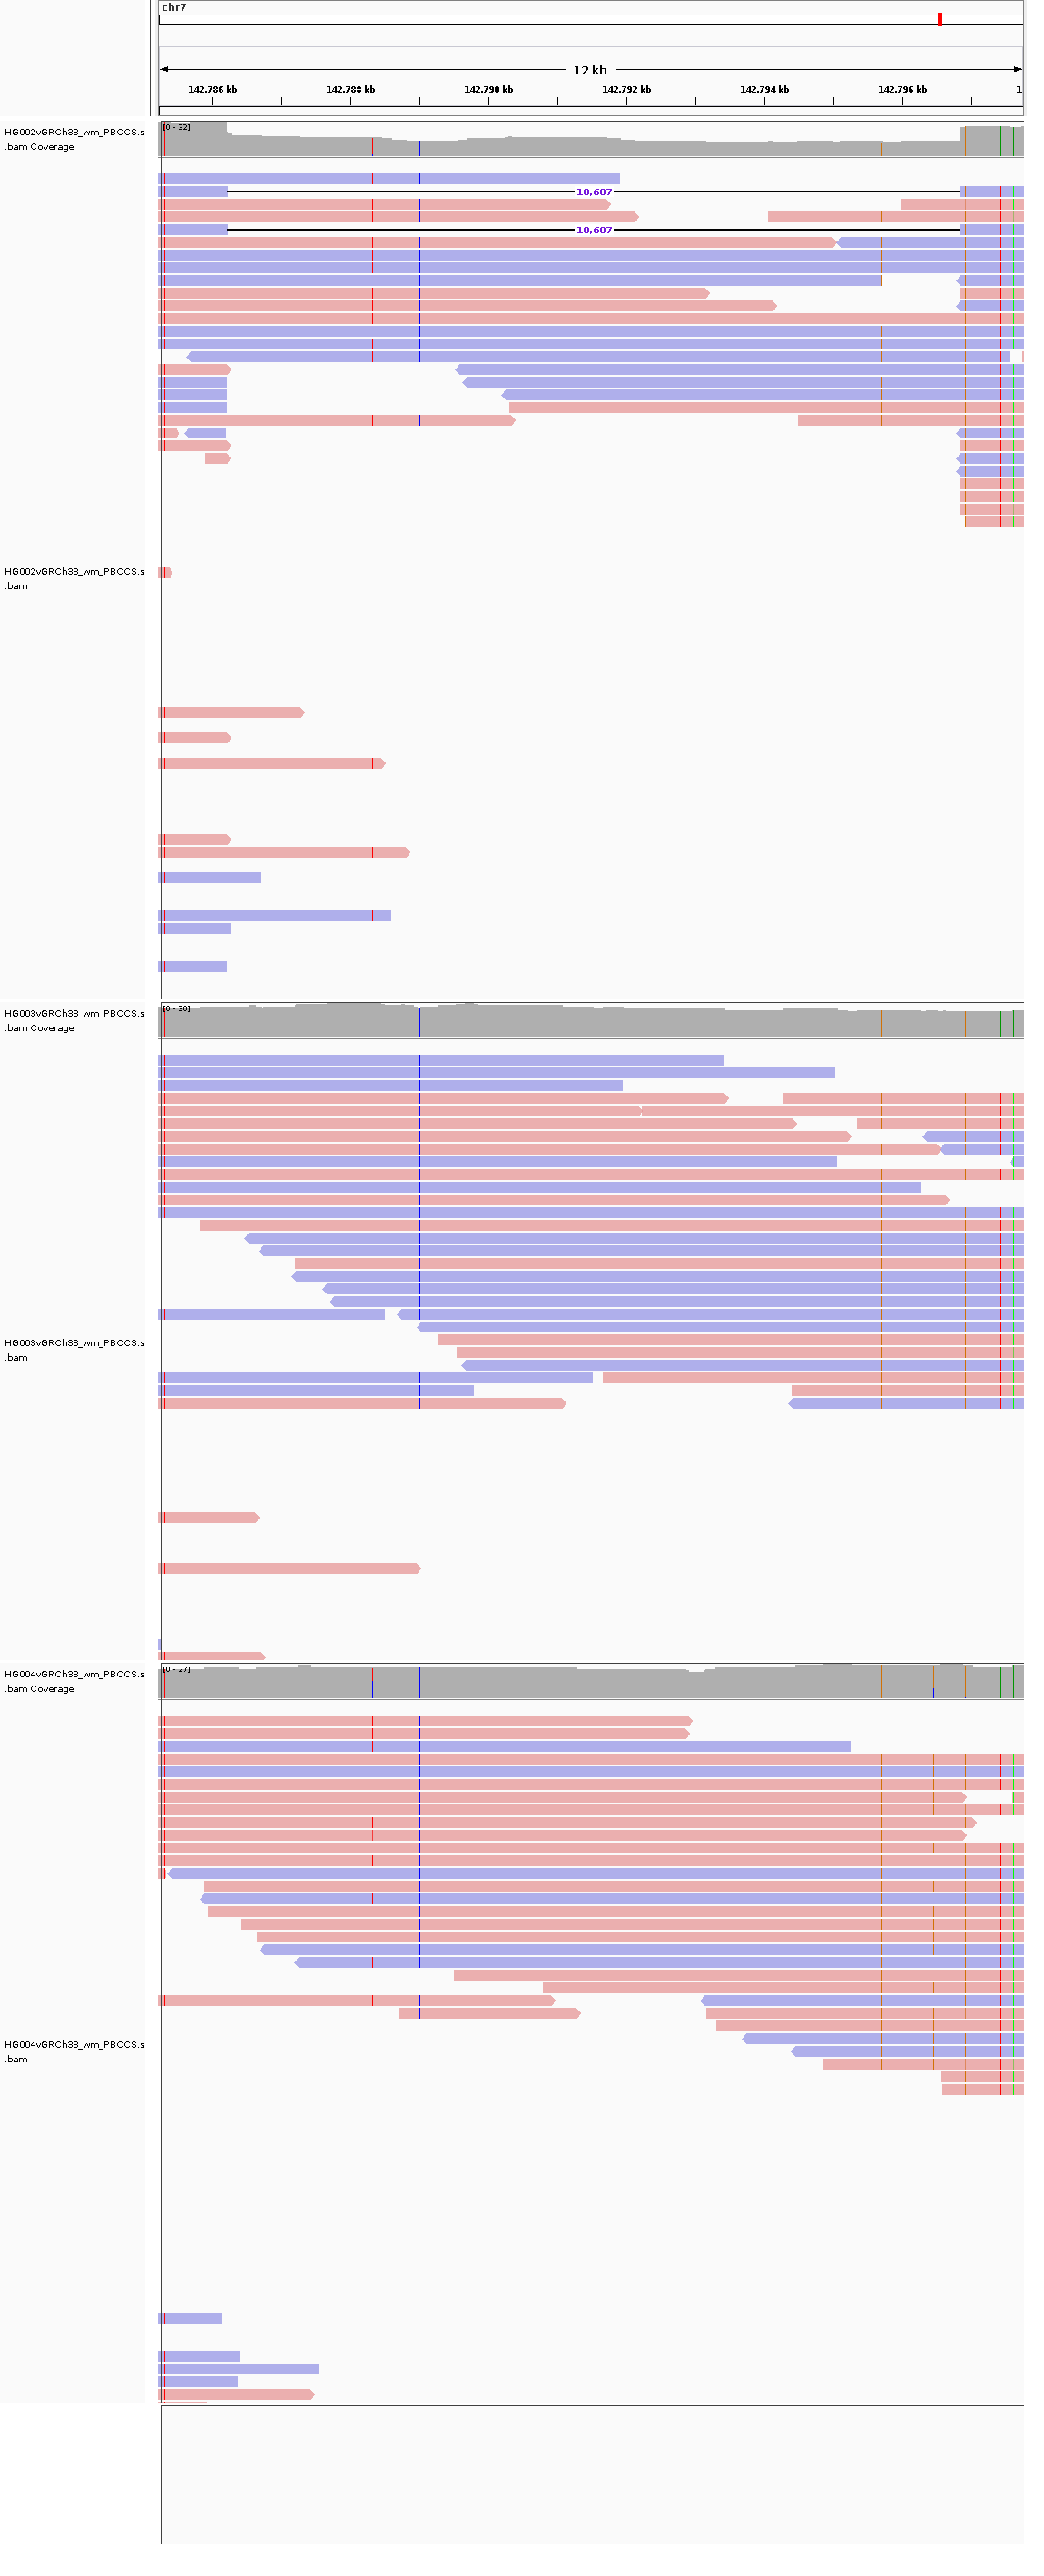 chr7
12 kb
142,786 kb 142,788 kb 142,790 kb 142,792 kb 142,794 kb 142,796 kb 1
HG002vGRCh38_wm_PBCCS.s
.bam Coverage
[0 - 32]
10,607
10,607
HG002vGRCh38_wm_PBCCS.s
.bam
HG003vGRCh38_wm_PBCCS.s
.bam Coverage
[0 - 30]
HG003vGRCh38_wm_PBCCS.s
.bam
HG004vGRCh38_wm_PBCCS.s
.bam Coverage
[0 - 27]
HG004vGRCh38_wm_PBCCS.s
.bam